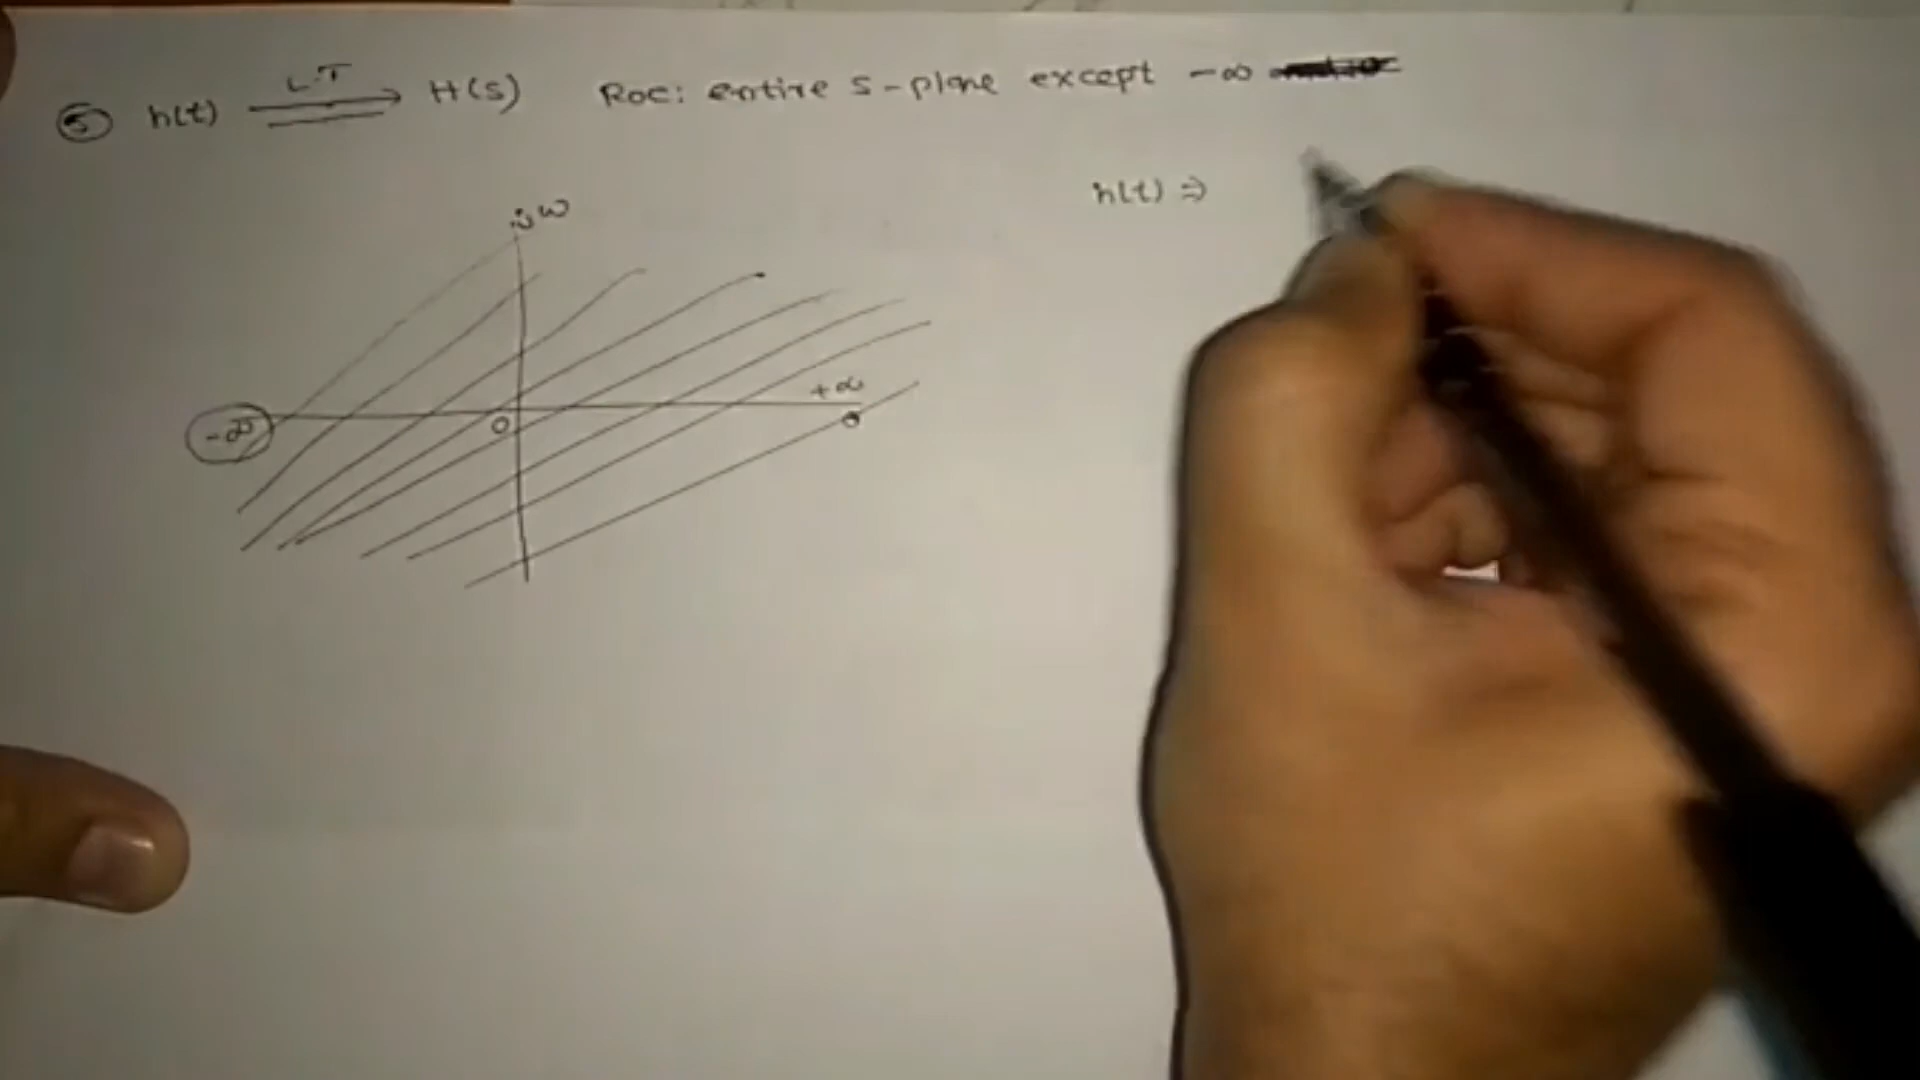 ⑤ h(t) L.T H(s) ROC: entire s-plane except -∞
h(t) ⇒
jω
+∞
-∞
0